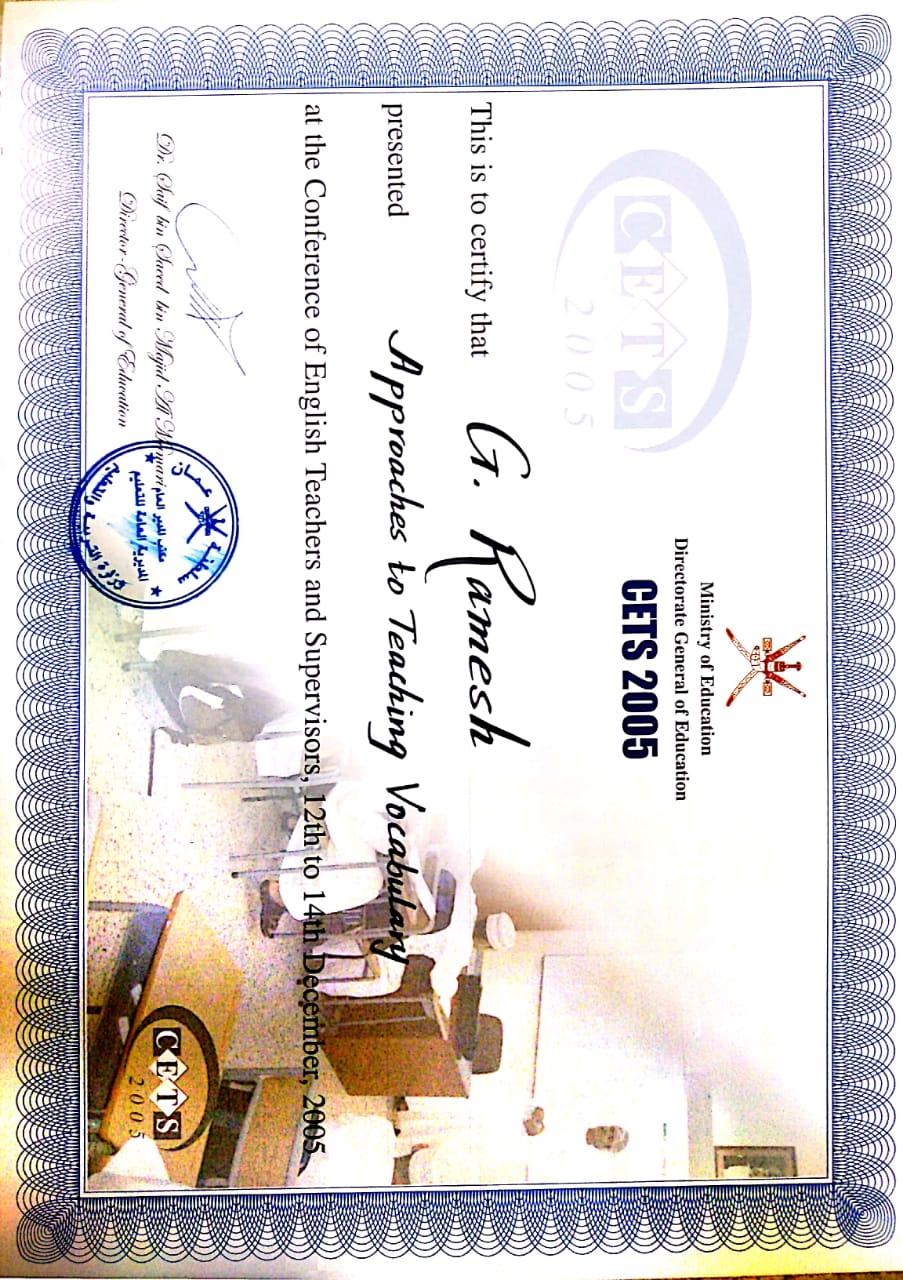 Ministry of Education
Directorate General of Education
CETS 2005
CETS
2005
This is to certify that G. Ramesh
presented Approaches to Teaching Vocabulary
at the Conference of English Teachers and Supervisors, 12th to 14th December, 2005
Dr. Saif bin Saeed bin Majid Al
Director-General of Education
سلطنة عمان
مكتب المدير العام
المديرية العامة للتعليم
وزارة التربية والتعليم
CETS
2005